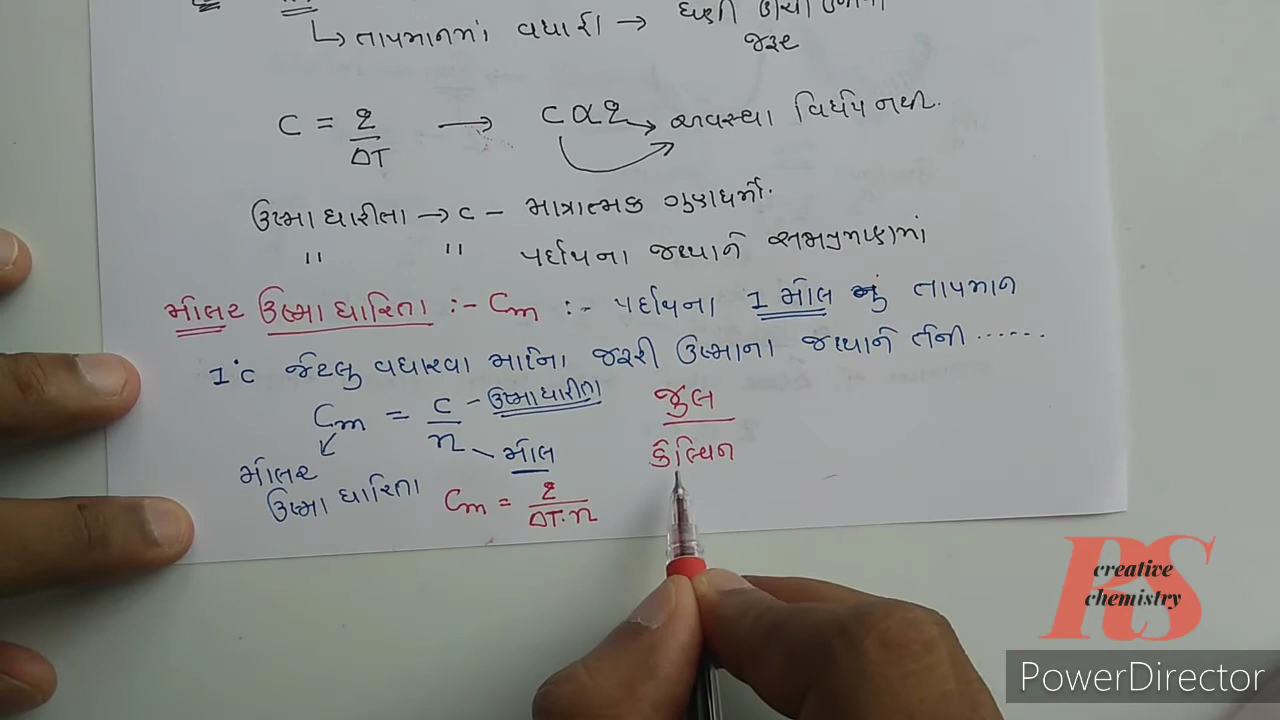 ↳ તાપમાનમાં વધારો → ઘણી ઊંચી
જરૂર
C = q/ΔT → C α q → અવસ્થા વિધેય નથી.
ઉષ્મા ધારીતા → C - માત્રાત્મક ગુણધર્મો.
" " પદાર્થના જથ્થાને સમપ્રમાણમાં
મોલર ઉષ્મા ધારિતા :- Cm :- પદાર્થના 1 મોલ નું તાપમાન
1°C જેટલુ વધારવા માટેના જરૂરી ઉષ્માના જથ્થાને તેની ......
Cm = C/n - ઉષ્માધારીતા
મોલ
મોલર
ઉષ્મા ધારિતા
Cm = q/ΔT.n
જુલ
કેલ્વિન
RS
creative
chemistry
PowerDirector